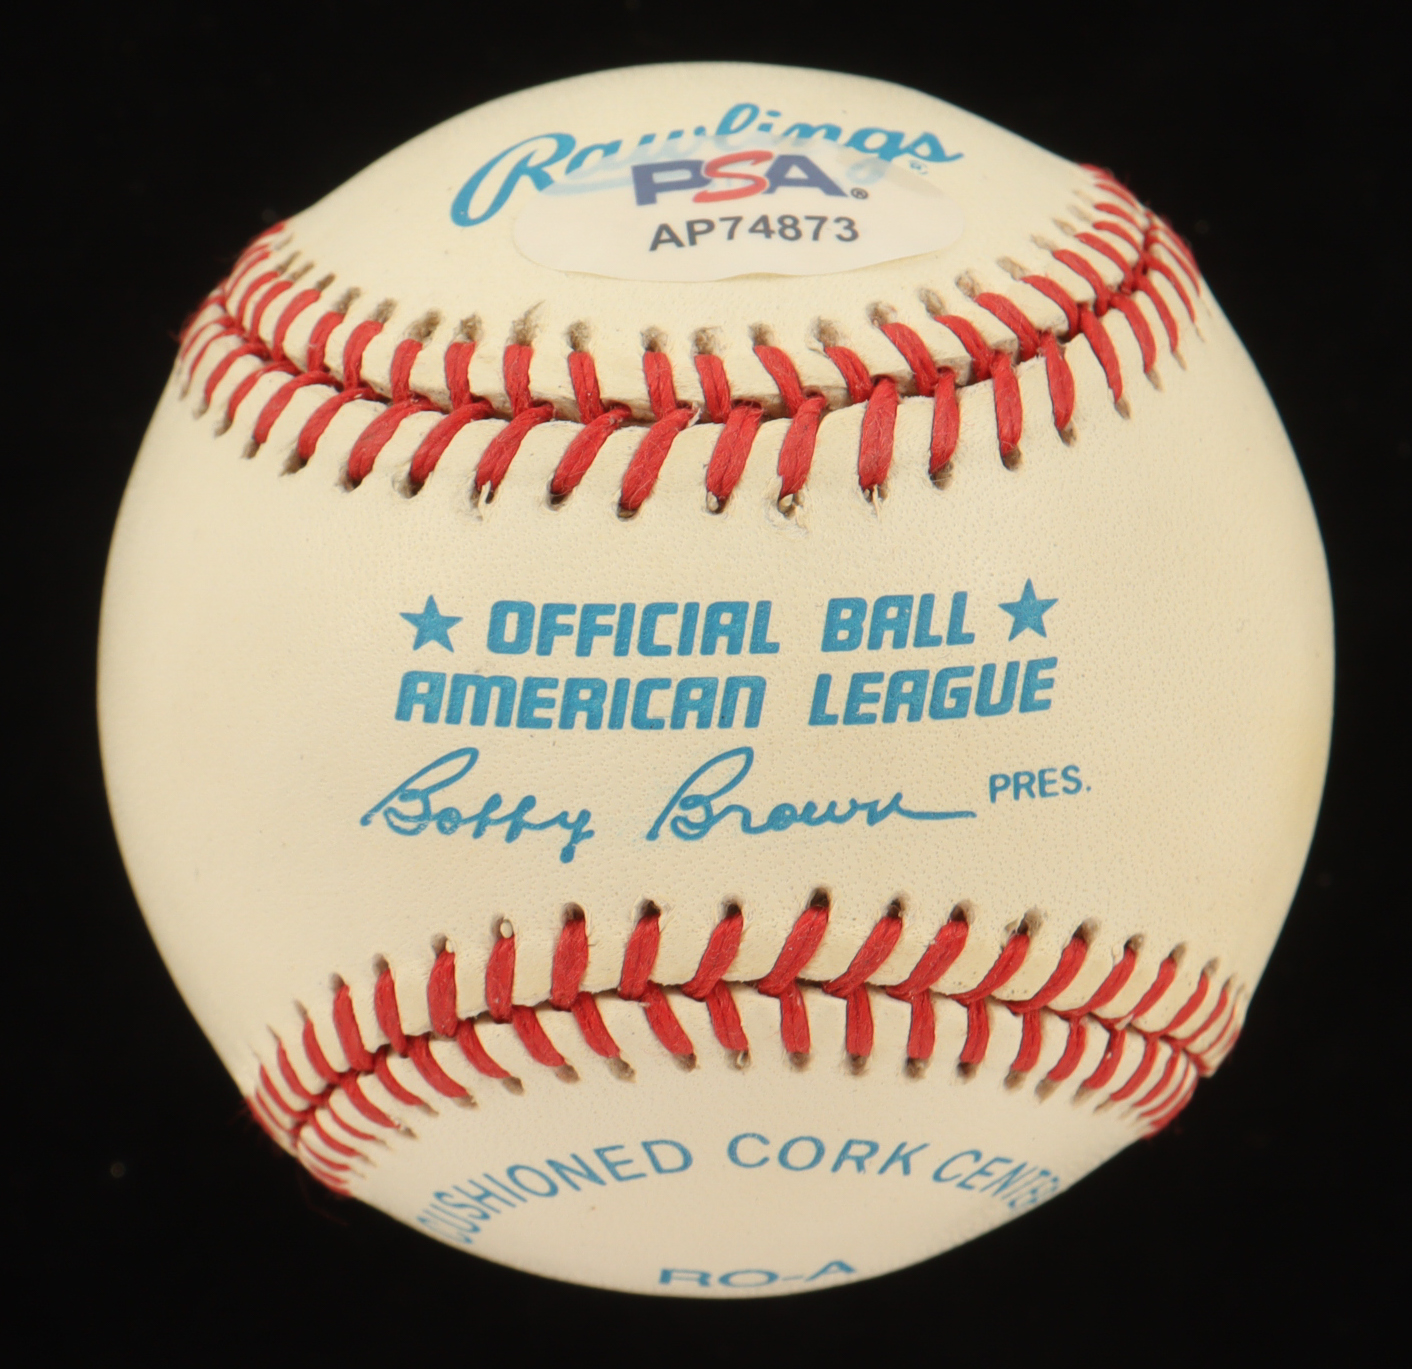 Rawlings
PSA®
AP74873
★ OFFICIAL BALL ★
AMERICAN LEAGUE
Bobby Brown PRES.
CUSHIONED CORK CENTER
RO-A